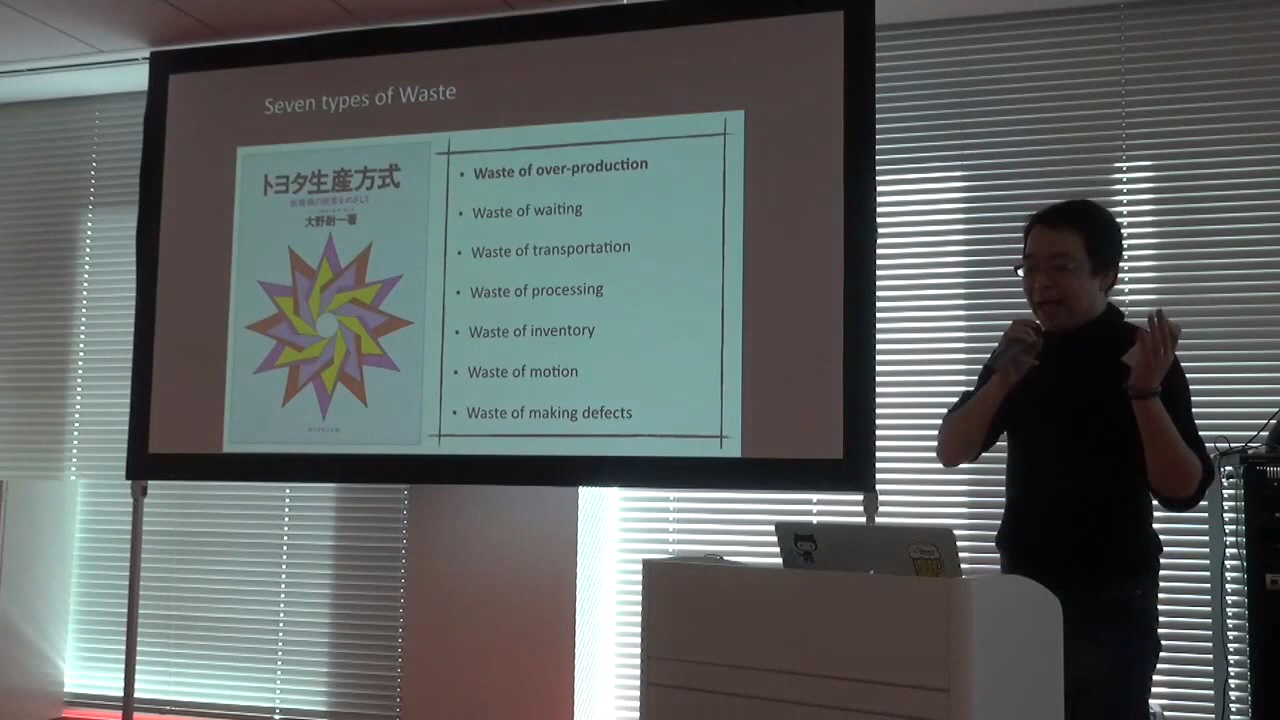 Seven types of Waste
トヨタ生産方式
大野耐一著
• Waste of over-production
• Waste of waiting
• Waste of transportation
• Waste of processing
• Waste of inventory
• Waste of motion
• Waste of making defects